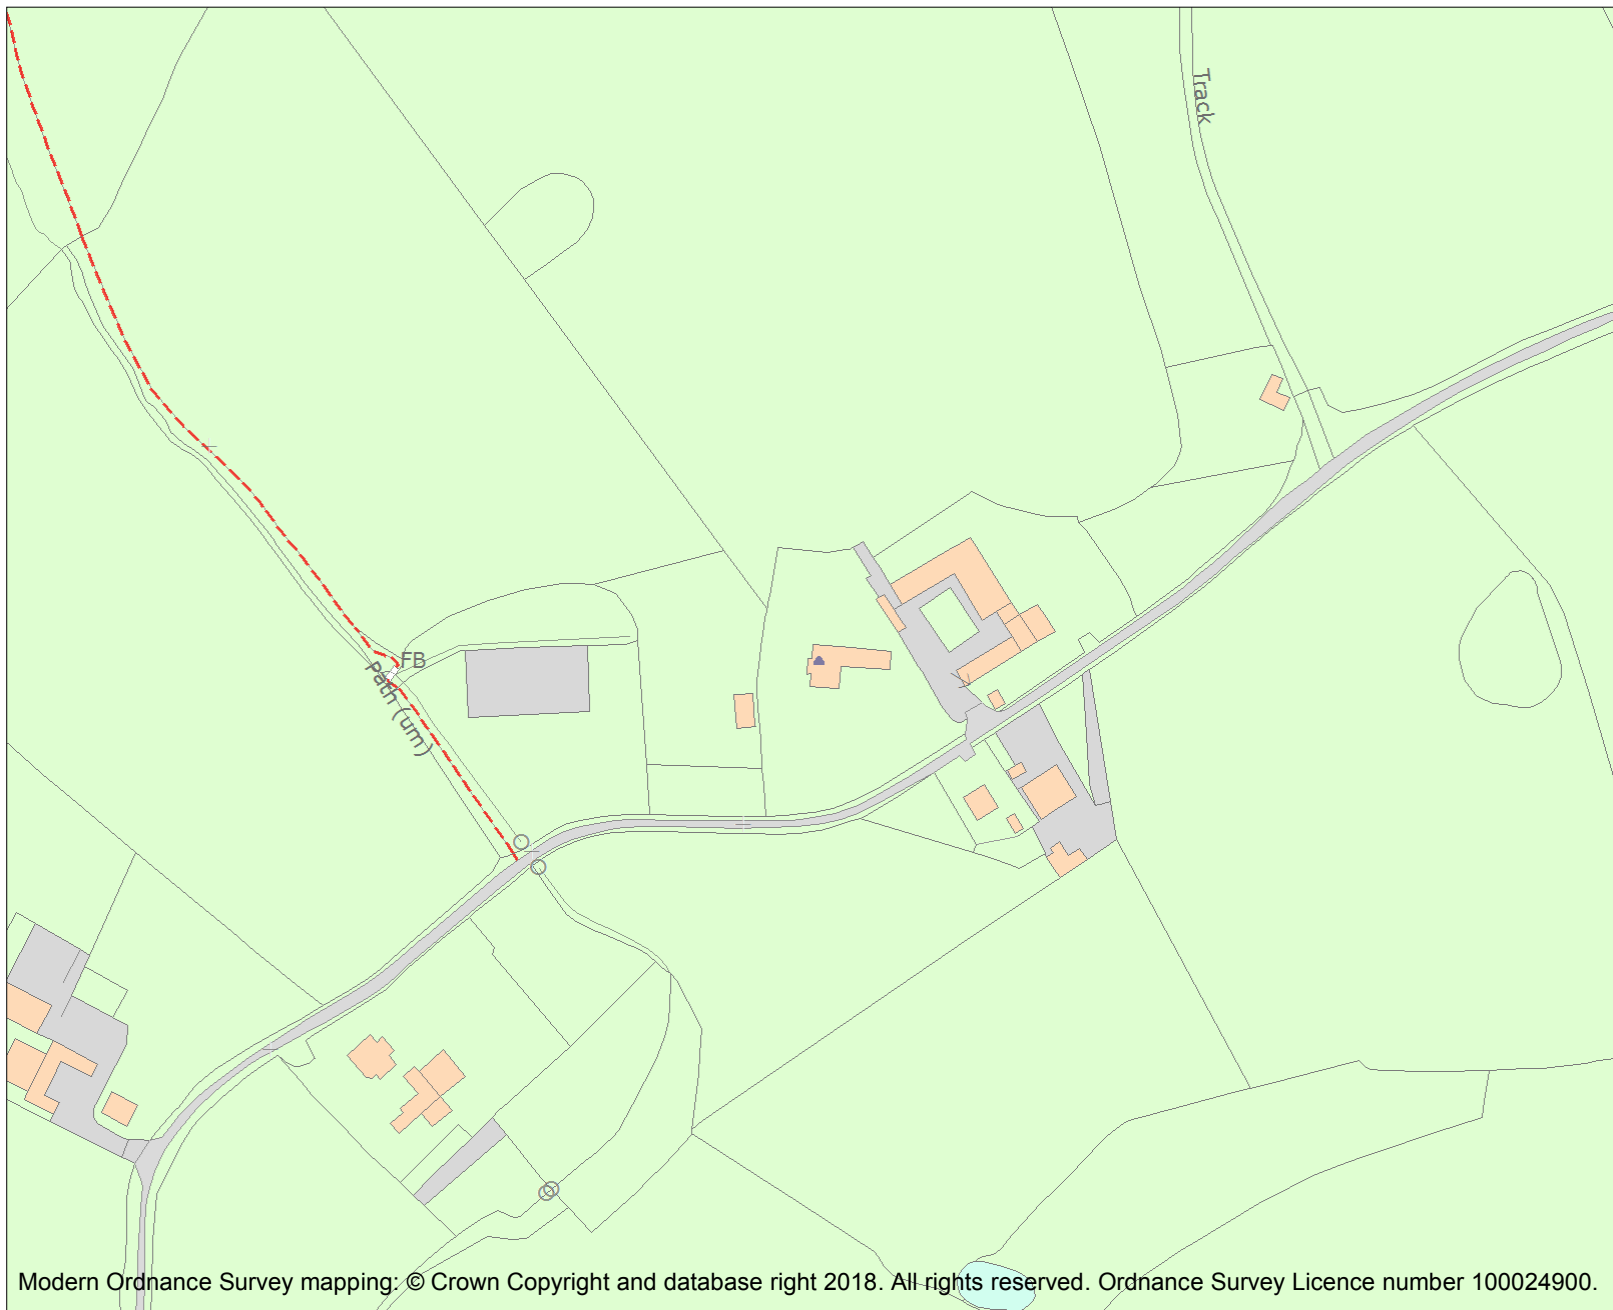 Track
FB
Path (um)
Modern Ordnance Survey mapping: © Crown Copyright and database right 2018. All rights reserved. Ordnance Survey Licence number 100024900.